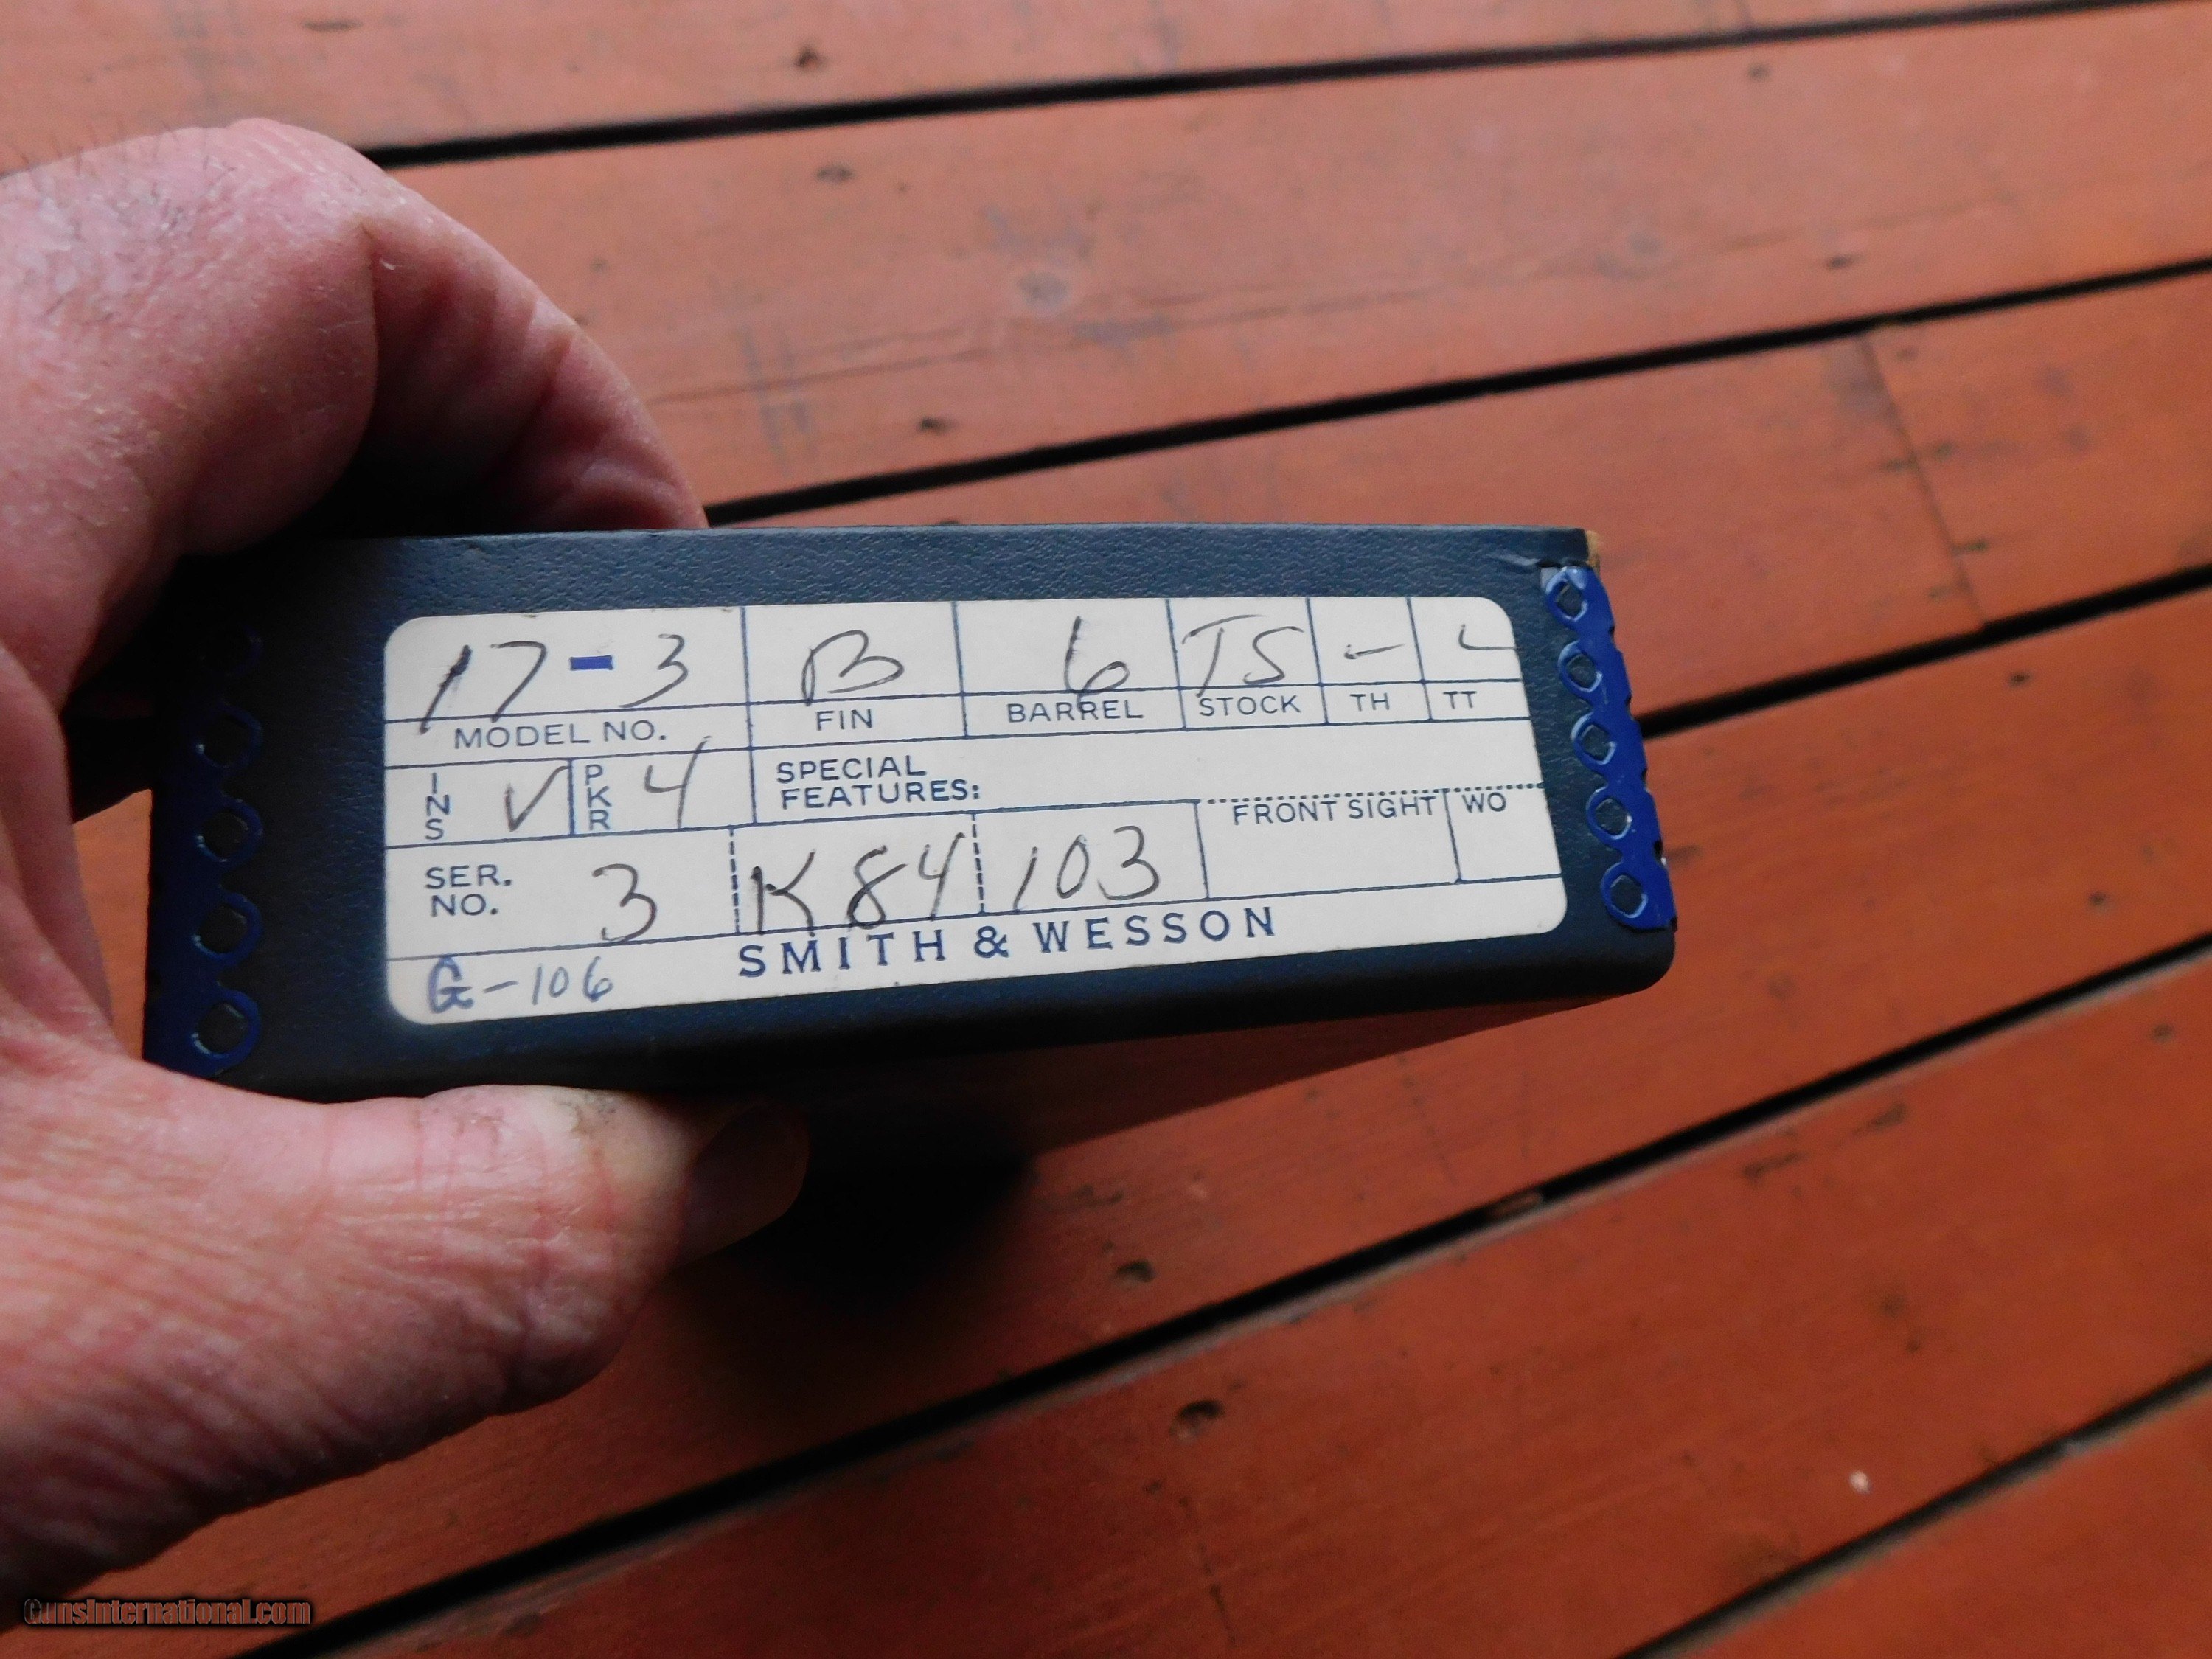 17-3 B 6 TS - ✓
MODEL NO. FIN BARREL STOCK TH TT
INS ✓ PKR 4 SPECIAL
FEATURES:
FRONT SIGHT WO
SER.
NO. 3 K84 103
G-106 SMITH & WESSON
GunsInternational.com